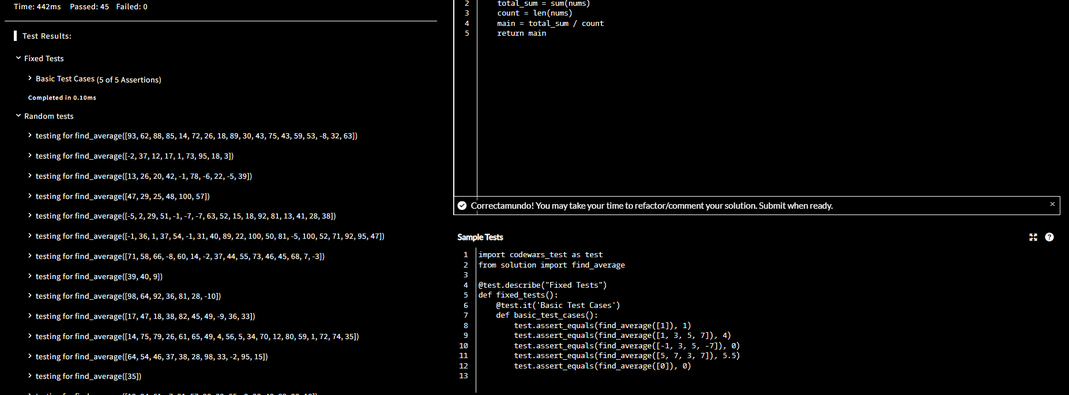 Time: 442ms Passed: 45 Failed: 0
Test Results:
Fixed Tests
Basic Test Cases (5 of 5 Assertions)
Completed in 0.10ms
Random tests
testing for find_average([93, 62, 88, 85, 14, 72, 26, 18, 89, 30, 43, 75, 43, 59, 53, -8, 32, 63])
testing for find_average([-2, 37, 12, 17, 1, 73, 95, 18, 3])
testing for find_average([13, 26, 20, 42, -1, 78, -6, 22, -5, 39])
testing for find_average([47, 29, 25, 48, 100, 57])
testing for find_average([-5, 2, 29, 51, -1, -7, -7, 63, 52, 15, 18, 92, 81, 13, 41, 28, 38])
testing for find_average([-1, 36, 1, 37, 54, -1, 31, 40, 89, 22, 100, 50, 81, -5, 100, 52, 71, 92, 95, 47])
testing for find_average([71, 58, 66, -8, 60, 14, -2, 37, 44, 55, 73, 46, 45, 68, 7, -3])
testing for find_average([39, 40, 9])
testing for find_average([98, 64, 92, 36, 81, 28, -10])
testing for find_average([17, 47, 18, 38, 82, 45, 49, -9, 36, 33])
testing for find_average([14, 75, 79, 26, 61, 65, 49, 4, 56, 5, 34, 70, 12, 80, 59, 1, 72, 74, 35])
testing for find_average([64, 54, 46, 37, 38, 28, 98, 33, -2, 95, 15])
testing for find_average([35])
2 total_sum = sum(nums)
3 count = len(nums)
4 main = total_sum / count
5 return main
Correctamundo! You may take your time to refactor/comment your solution. Submit when ready. ×
Sample Tests
1 import codewars_test as test
2 from solution import find_average
3
4 @test.describe("Fixed Tests")
5 def fixed_tests():
6 @test.it('Basic Test Cases')
7 def basic_test_cases():
8 test.assert_equals(find_average([1]), 1)
9 test.assert_equals(find_average([1, 3, 5, 7]), 4)
10 test.assert_equals(find_average([-1, 3, 5, -7]), 0)
11 test.assert_equals(find_average([5, 7, 3, 7]), 5.5)
12 test.assert_equals(find_average([0]), 0)
13